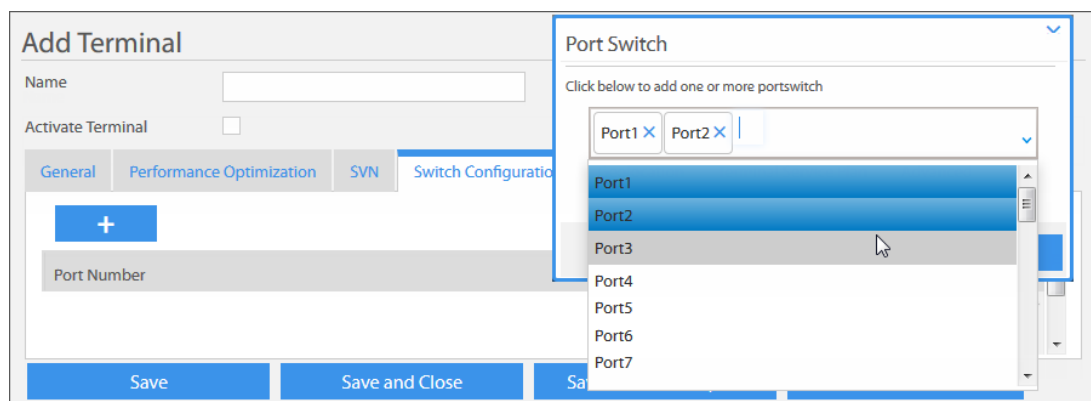 Add Terminal
Name
Activate Terminal
General Performance Optimization SVN Switch Configuratio
+
Port Number
Save Save and Close Sa
Port Switch
Click below to add one or more portswitch
Port1 × Port2 ×
Port1
Port2
Port3
Port4
Port5
Port6
Port7